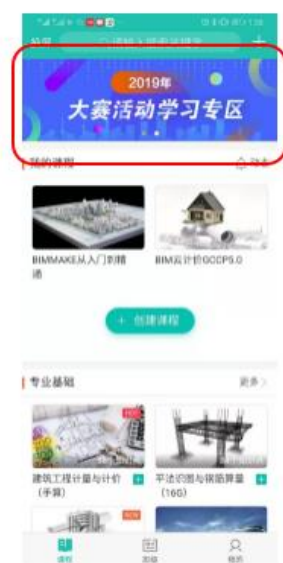 2019年
大赛活动学习专区
我的课程
BIMMAKE从入门到精通
BIM云计价GCCP5.0
+ 创建课程
专业基础
更多>
HOT
建筑工程计量与计价
(手算)
平法识图与钢筋算量
(16G)
课程